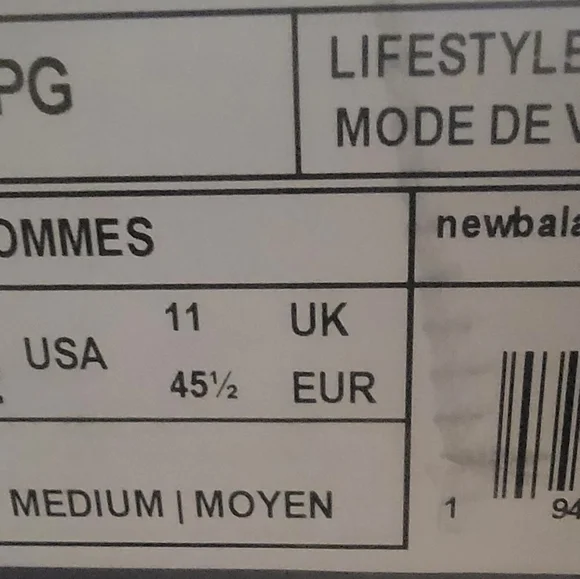 PG
LIFESTYLE
MODE DE V
OMMES
newbala
11 UK
USA
45½ EUR
MEDIUM | MOYEN
1 94